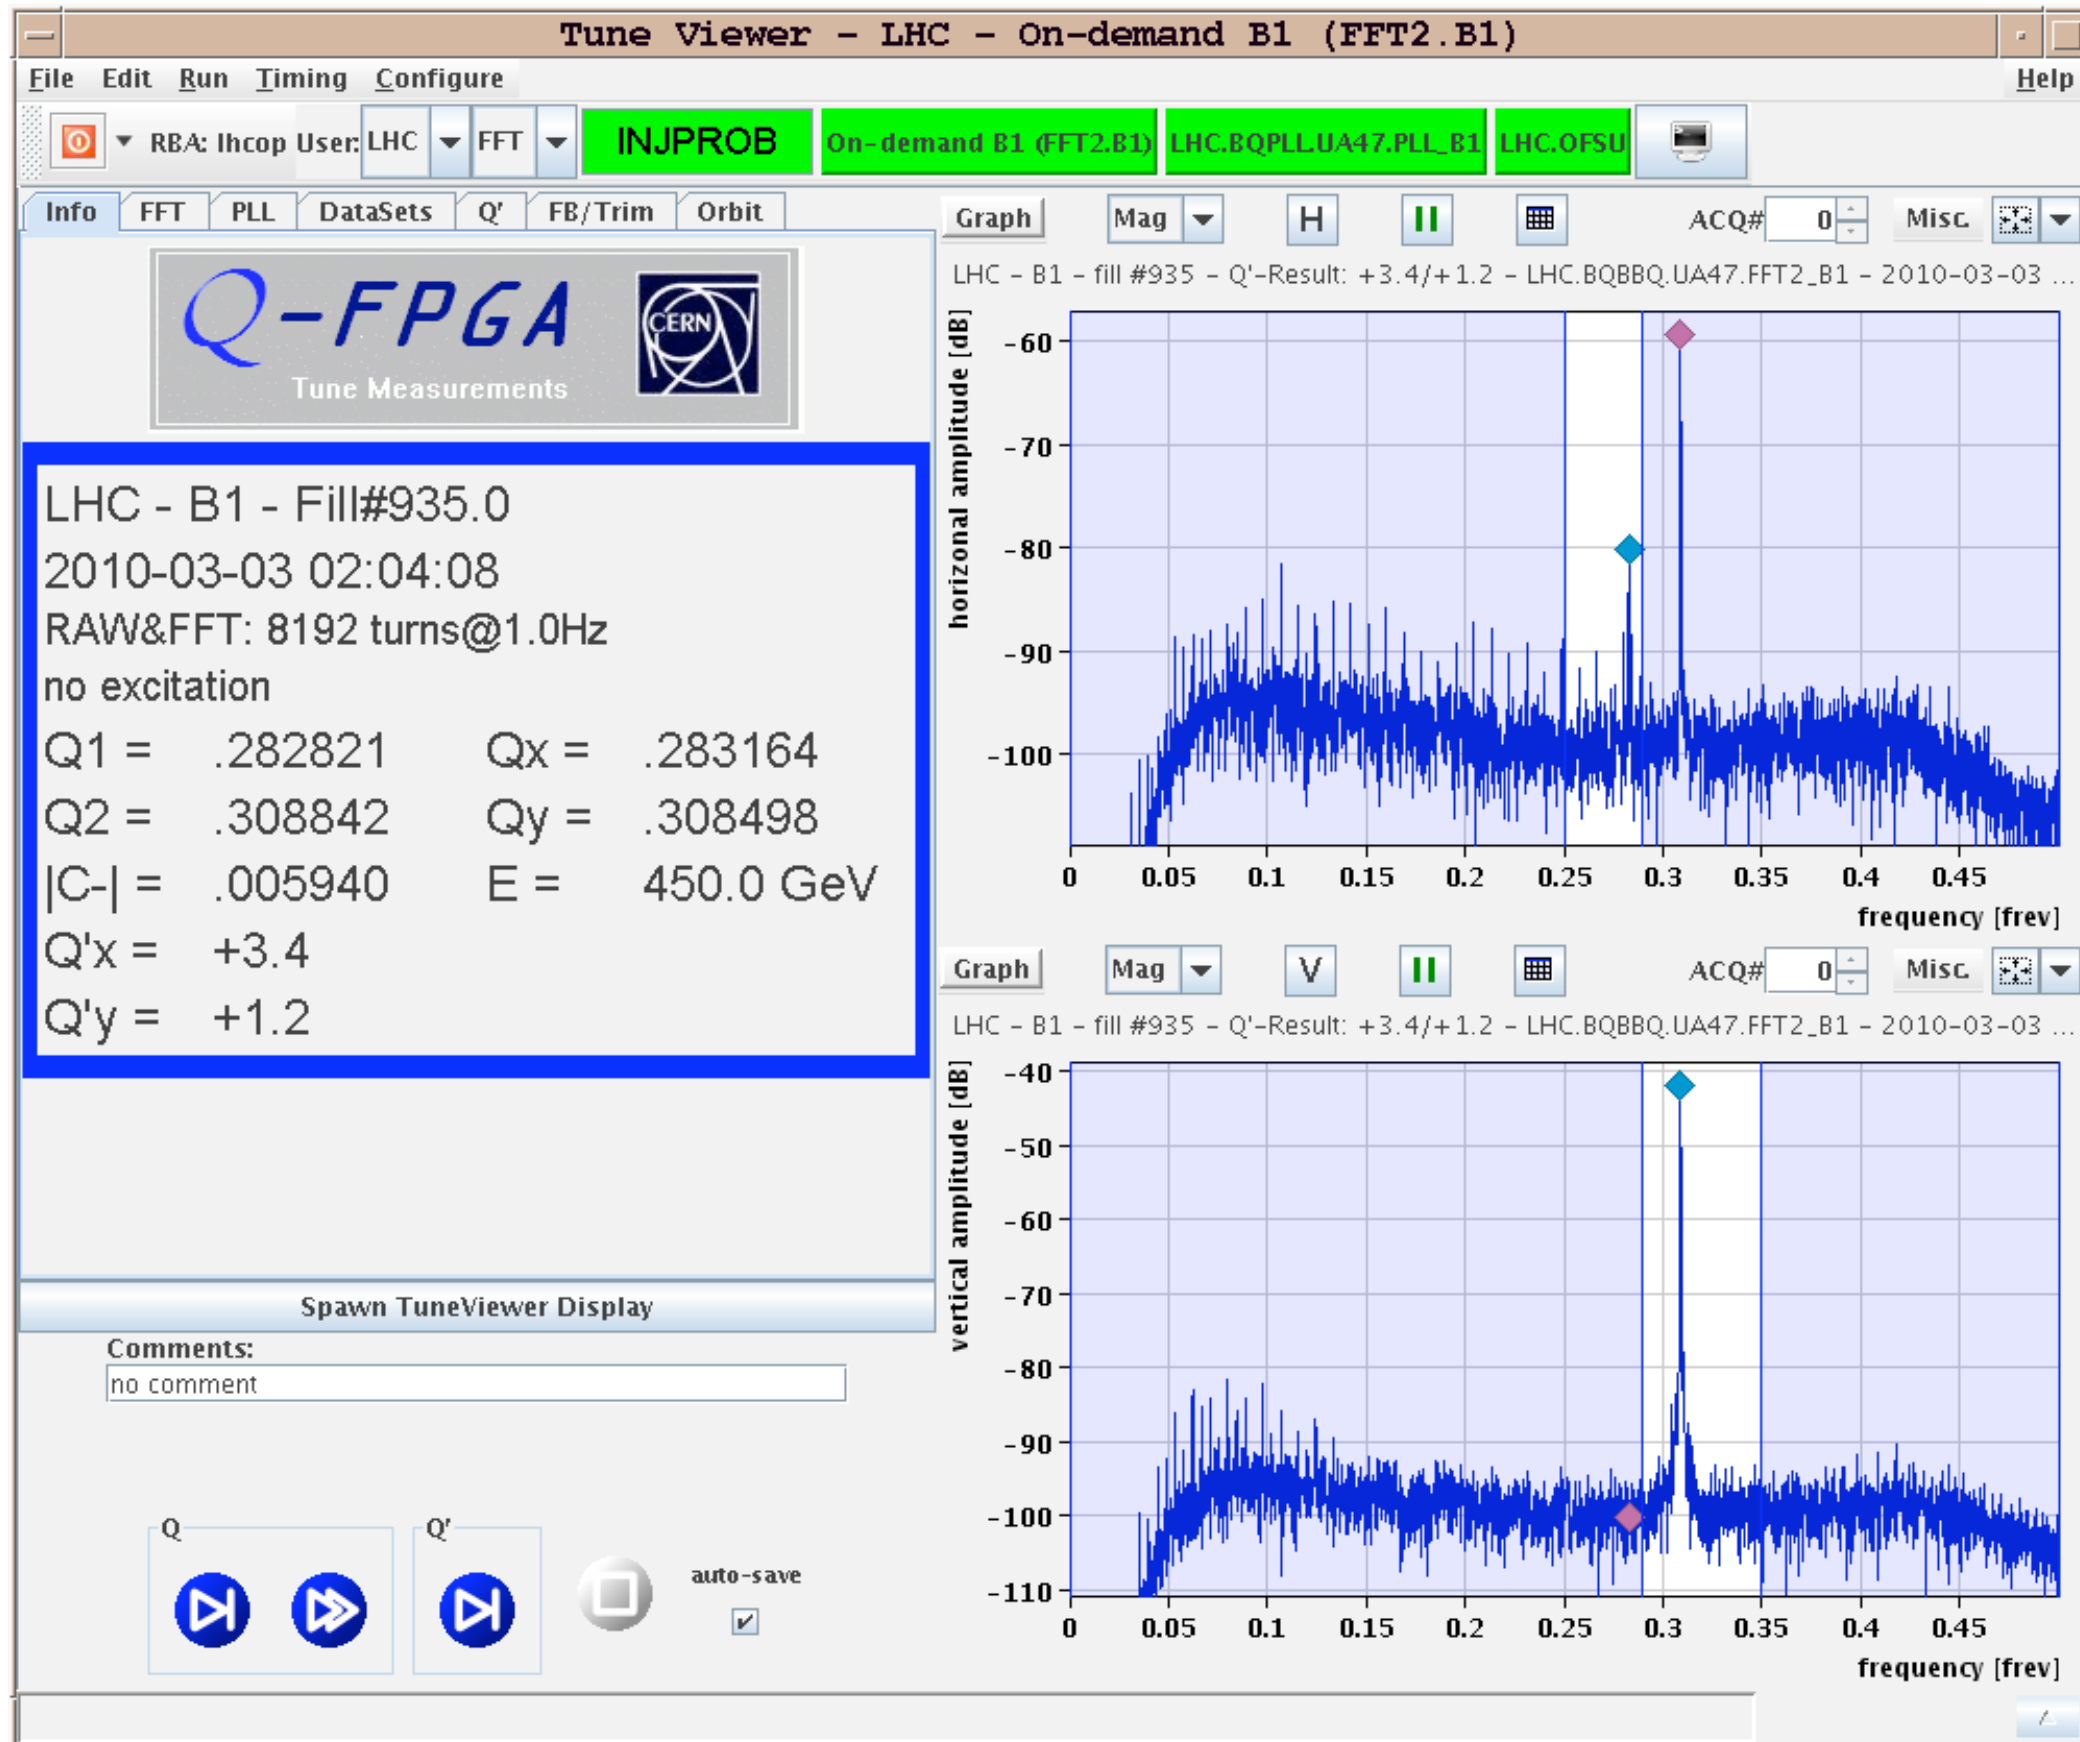 Tune Viewer - LHC - On-demand B1 (FFT2.B1)
File Edit Run Timing Configure Help
RBA: lhcop User: LHC FFT INJPROB On-demand B1 (FFT2.B1) LHC.BQPLL.UA47.PLL_B1 LHC.OFSU
Info FFT PLL DataSets Q' FB/Trim Orbit
Q-FPGA
Tune Measurements
CERN
LHC - B1 - Fill#935.0
2010-03-03 02:04:08
RAW&FFT: 8192 turns@1.0Hz
no excitation
Q1 = .282821 Qx = .283164
Q2 = .308842 Qy = .308498
|C-| = .005940 E = 450.0 GeV
Q'x = +3.4
Q'y = +1.2
Spawn TuneViewer Display
Comments:
no comment
Q Q'
auto-save
Graph Mag H ACQ# 0 Misc.
LHC - B1 - fill #935 - Q'-Result: +3.4/+1.2 - LHC.BQBBQ.UA47.FFT2_B1 - 2010-03-03 ...
horizonal amplitude [dB]
-60
-70
-80
-90
-100
0 0.05 0.1 0.15 0.2 0.25 0.3 0.35 0.4 0.45
frequency [frev]
Graph Mag V ACQ# 0 Misc.
LHC - B1 - fill #935 - Q'-Result: +3.4/+1.2 - LHC.BQBBQ.UA47.FFT2_B1 - 2010-03-03 ...
vertical amplitude [dB]
-40
-50
-60
-70
-80
-90
-100
-110
0 0.05 0.1 0.15 0.2 0.25 0.3 0.35 0.4 0.45
frequency [frev]